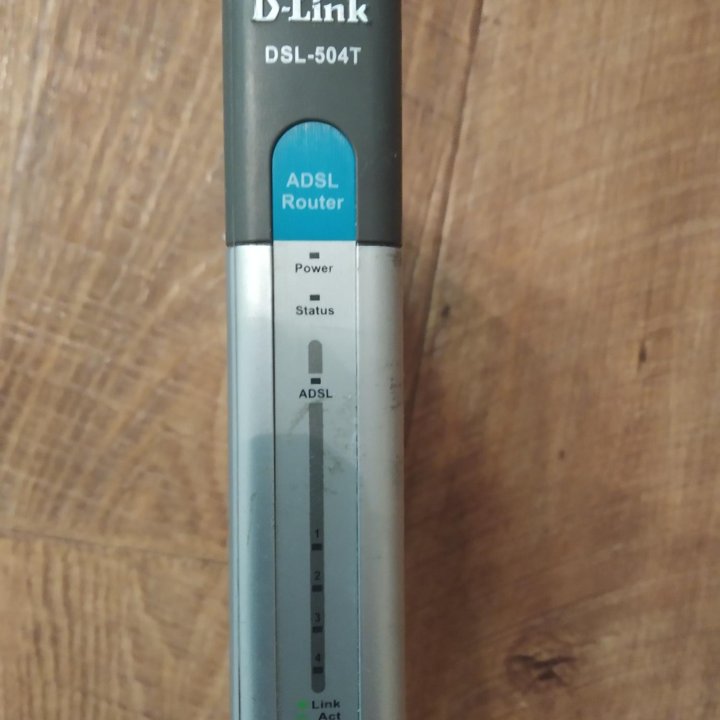 D-Link
DSL-504T
ADSL
Router
Power
Status
ADSL
1
2
3
4
Link
Act